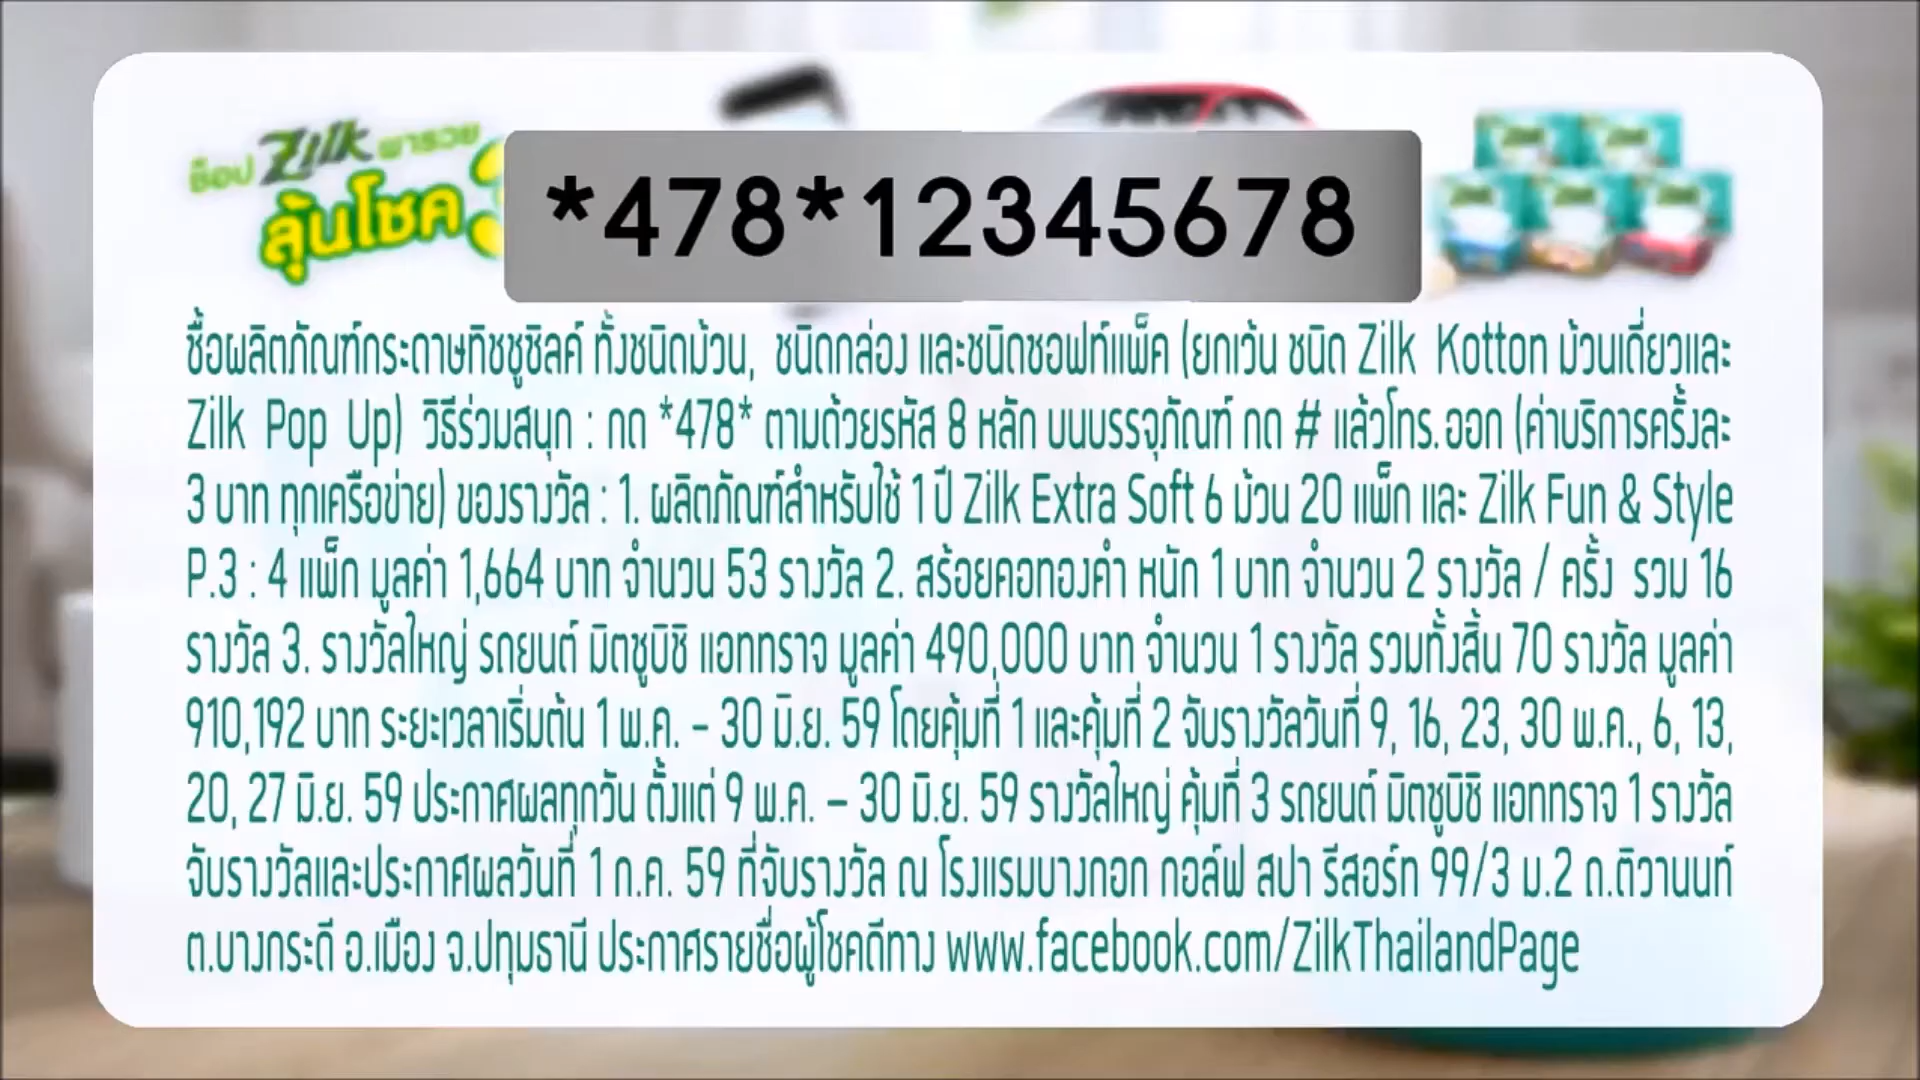 ช็อป Zilk พารวย
ลุ้นโชค 3
*478*12345678
ซื้อผลิตภัณฑ์กระดาษทิชชูซิลค์ ทั้งชนิดม้วน, ชนิดกล่อง และชนิดซอฟท์แพ็ค (ยกเว้น ชนิด Zilk Kotton ม้วนเดี่ยวและ
Zilk Pop Up) วิธีร่วมสนุก : กด *478* ตามด้วยรหัส 8 หลัก บนบรรจุภัณฑ์ กด # แล้วโทร.ออก (ค่าบริการครั้งละ
3 บาท ทุกเครือข่าย) ของรางวัล : 1. ผลิตภัณฑ์สำหรับใช้ 1 ปี Zilk Extra Soft 6 ม้วน 20 แพ็ก และ Zilk Fun & Style
P.3 : 4 แพ็ก มูลค่า 1,664 บาท จำนวน 53 รางวัล 2. สร้อยคอทองคำ หนัก 1 บาท จำนวน 2 รางวัล / ครั้ง รวม 16
รางวัล 3. รางวัลใหญ่ รถยนต์ มิตซูบิชิ แอททราจ มูลค่า 490,000 บาท จำนวน 1 รางวัล รวมทั้งสิ้น 70 รางวัล มูลค่า
910,192 บาท ระยะเวลาเริ่มต้น 1 พ.ค. - 30 มิ.ย. 59 โดยคุ้มที่ 1 และคุ้มที่ 2 จับรางวัลวันที่ 9, 16, 23, 30 พ.ค., 6, 13,
20, 27 มิ.ย. 59 ประกาศผลทุกวัน ตั้งแต่ 9 พ.ค. – 30 มิ.ย. 59 รางวัลใหญ่ คุ้มที่ 3 รถยนต์ มิตซูบิชิ แอททราจ 1 รางวัล
จับรางวัลและประกาศผลวันที่ 1 ก.ค. 59 ที่จับรางวัล ณ โรงแรมบางกอก กอล์ฟ สปา รีสอร์ท 99/3 ม.2 ถ.ติวานนท์
ต.บางกระดี อ.เมือง จ.ปทุมธานี ประกาศรายชื่อผู้โชคดีทาง www.facebook.com/ZilkThailandPage